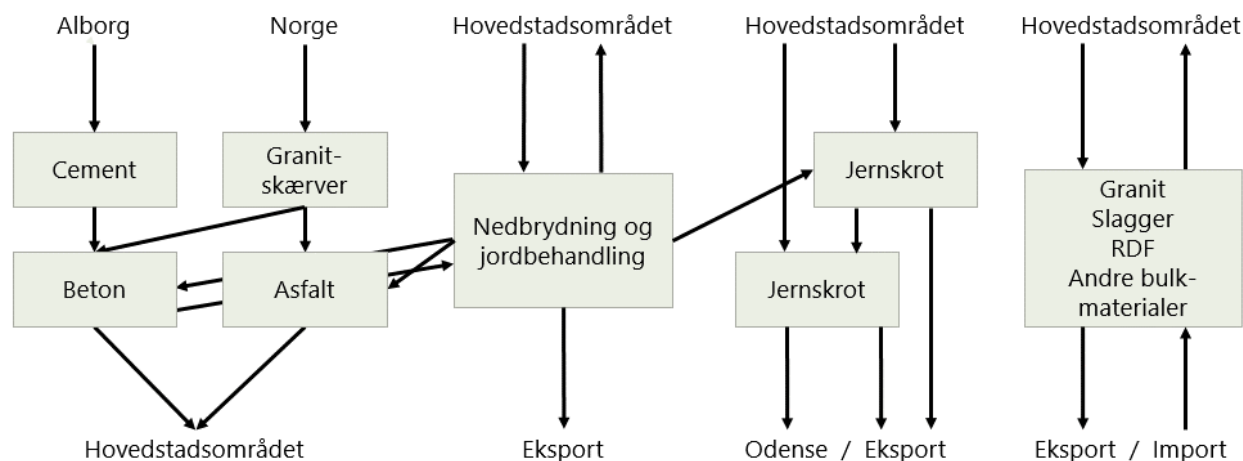 Alborg
Norge
Hovedstadsområdet
Hovedstadsområdet
Hovedstadsområdet
Cement
Granit-
skærver
Jernskrot
Nedbrydning og
jordbehandling
Granit
Slagger
RDF
Andre bulk-
materialer
Beton
Asfalt
Jernskrot
Hovedstadsområdet
Eksport
Odense / Eksport
Eksport / Import